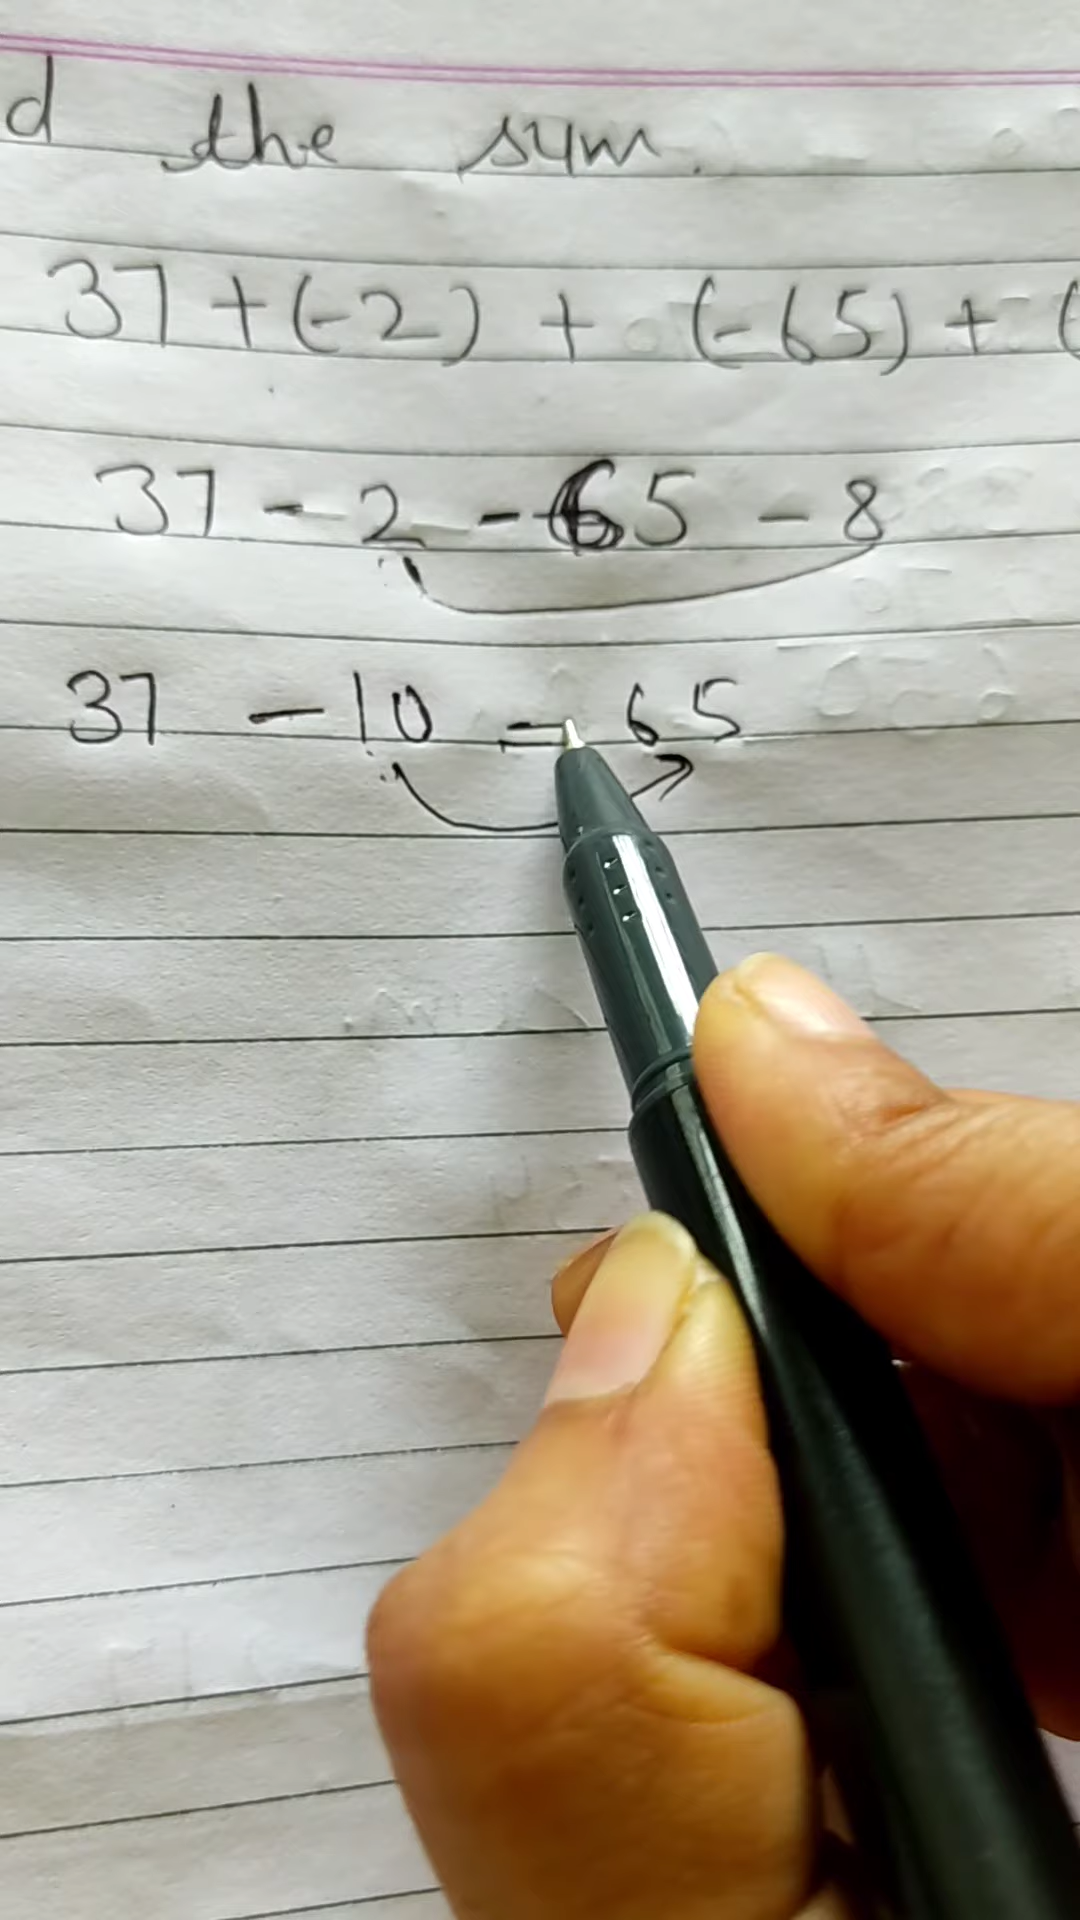 d the sum.
37 + (-2) + (-65) + (
37 - 2 - 65 - 8
37 - 10 - 65